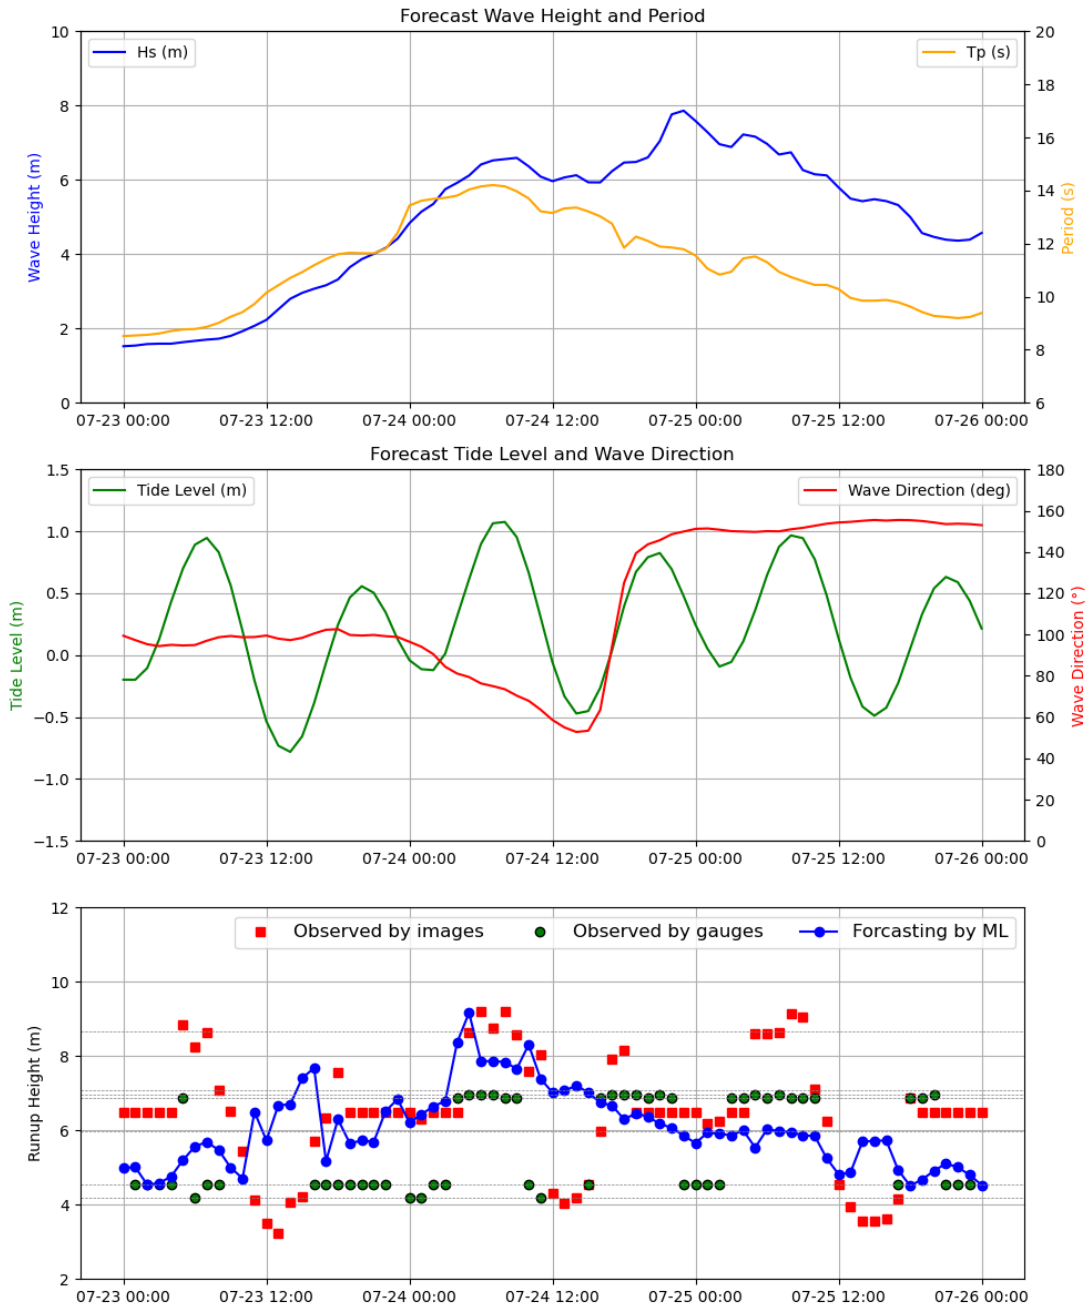 Forecast Wave Height and Period
Hs (m)
Tp (s)
Wave Height (m)
10
8
6
4
2
0
20
18
16
14
12
10
8
6
Period (s)
07-23 00:00 07-23 12:00 07-24 00:00 07-24 12:00 07-25 00:00 07-25 12:00 07-26 00:00
Forecast Tide Level and Wave Direction
Tide Level (m)
Wave Direction (deg)
Tide Level (m)
1.5
1.0
0.5
0.0
−0.5
−1.0
−1.5
180
160
140
120
100
80
60
40
20
0
Wave Direction (°)
07-23 00:00 07-23 12:00 07-24 00:00 07-24 12:00 07-25 00:00 07-25 12:00 07-26 00:00
Observed by images Observed by gauges Forcasting by ML
Runup Height (m)
12
10
8
6
4
2
07-23 00:00 07-23 12:00 07-24 00:00 07-24 12:00 07-25 00:00 07-25 12:00 07-26 00:00